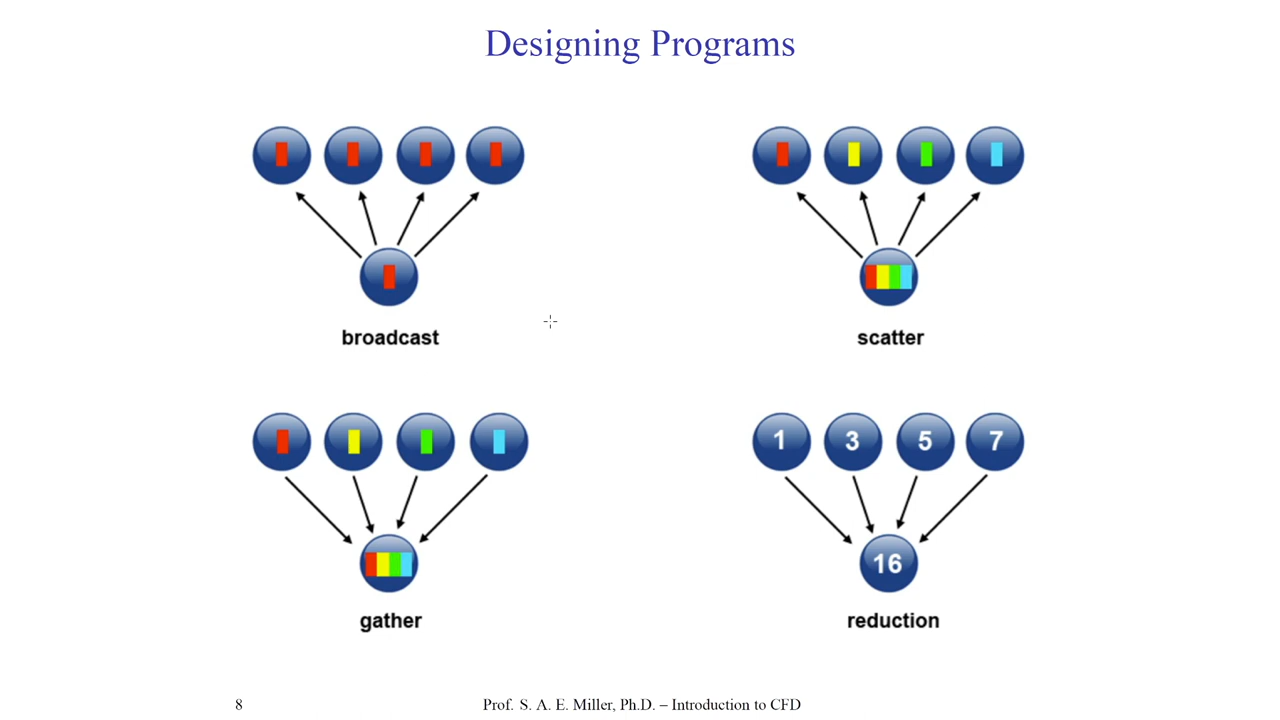 Designing Programs
broadcast
scatter
1 3 5 7
16
gather
reduction
8
Prof. S. A. E. Miller, Ph.D. – Introduction to CFD